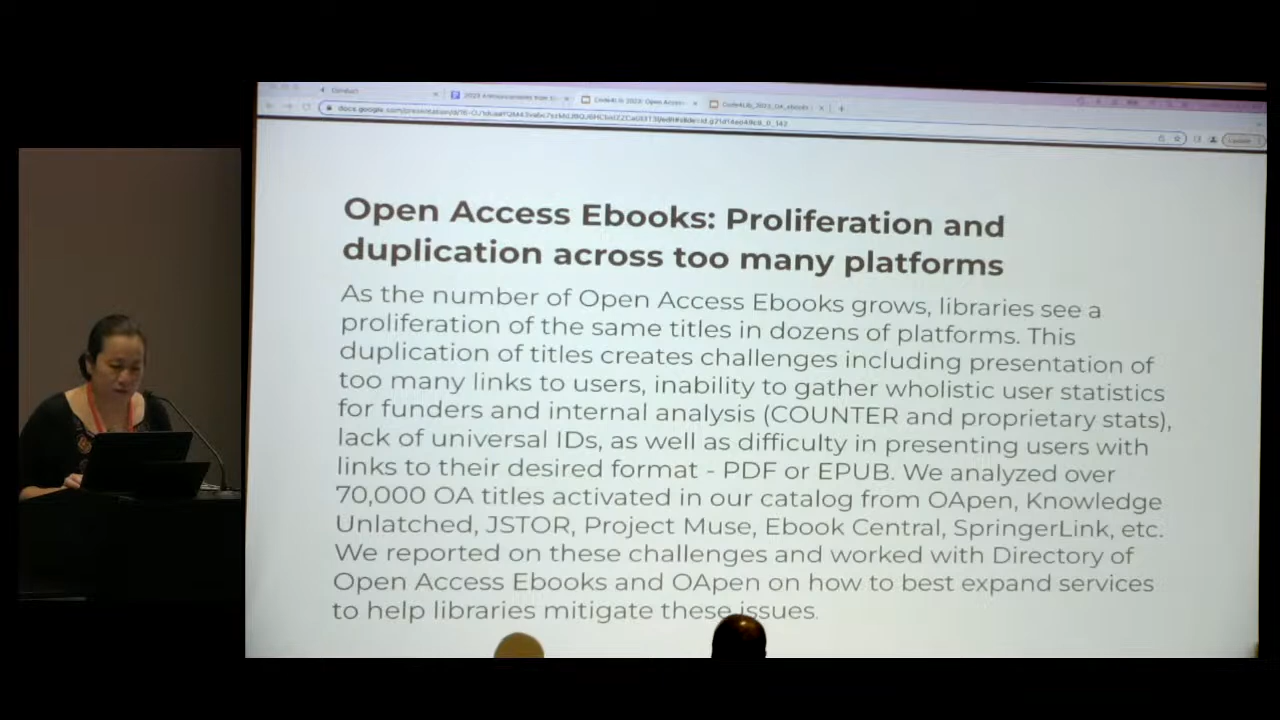 Conduct
Code4Lib 2023: Open Access
Open Access Ebooks: Proliferation and
duplication across too many platforms
As the number of Open Access Ebooks grows, libraries see a
proliferation of the same titles in dozens of platforms. This
duplication of titles creates challenges including presentation of
too many links to users, inability to gather wholistic user statistics
for funders and internal analysis (COUNTER and proprietary stats),
lack of universal IDs, as well as difficulty in presenting users with
links to their desired format - PDF or EPUB. We analyzed over
70,000 OA titles activated in our catalog from OApen, Knowledge
Unlatched, JSTOR, Project Muse, Ebook Central, SpringerLink, etc.
We reported on these challenges and worked with Directory of
Open Access Ebooks and OApen on how to best expand services
to help libraries mitigate these issues.